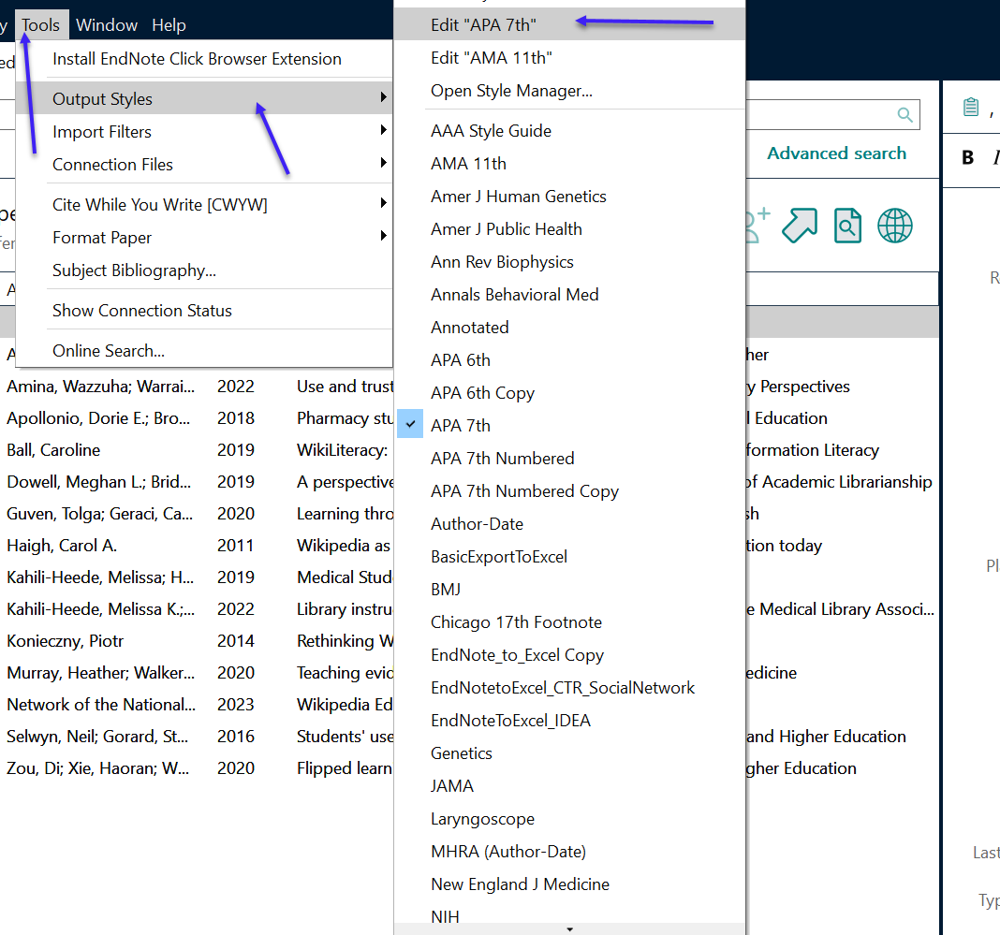 Tools Window Help
Install EndNote Click Browser Extension
Output Styles
Import Filters
Connection Files
Cite While You Write [CWYW]
Format Paper
Subject Bibliography...
Show Connection Status
Online Search...
Edit "APA 7th"
Edit "AMA 11th"
Open Style Manager...
AAA Style Guide
AMA 11th
Amer J Human Genetics
Amer J Public Health
Ann Rev Biophysics
Annals Behavioral Med
Annotated
APA 6th
APA 6th Copy
APA 7th
APA 7th Numbered
APA 7th Numbered Copy
Author-Date
BasicExportToExcel
BMJ
Chicago 17th Footnote
EndNote_to_Excel Copy
EndNotetoExcel_CTR_SocialNetwork
EndNoteToExcel_IDEA
Genetics
JAMA
Laryngoscope
MHRA (Author-Date)
New England J Medicine
NIH
Advanced search
B I
her
Amina, Wazzuha; Warrai... 2022 Use and trust y Perspectives
Apollonio, Dorie E.; Bro... 2018 Pharmacy stu l Education
Ball, Caroline 2019 WikiLiteracy: formation Literacy
Dowell, Meghan L.; Brid... 2019 A perspective of Academic Librarianship
Guven, Tolga; Geraci, Ca... 2020 Learning thro sh
Haigh, Carol A. 2011 Wikipedia as tion today
Kahili-Heede, Melissa; H... 2019 Medical Stud
Kahili-Heede, Melissa K.;... 2022 Library instru e Medical Library Associ...
Konieczny, Piotr 2014 Rethinking W
Murray, Heather; Walker... 2020 Teaching evid edicine
Network of the National... 2023 Wikipedia Ed
Selwyn, Neil; Gorard, St... 2016 Students' use and Higher Education
Zou, Di; Xie, Haoran; W... 2020 Flipped learn gher Education
R
Pl
Last
Typ